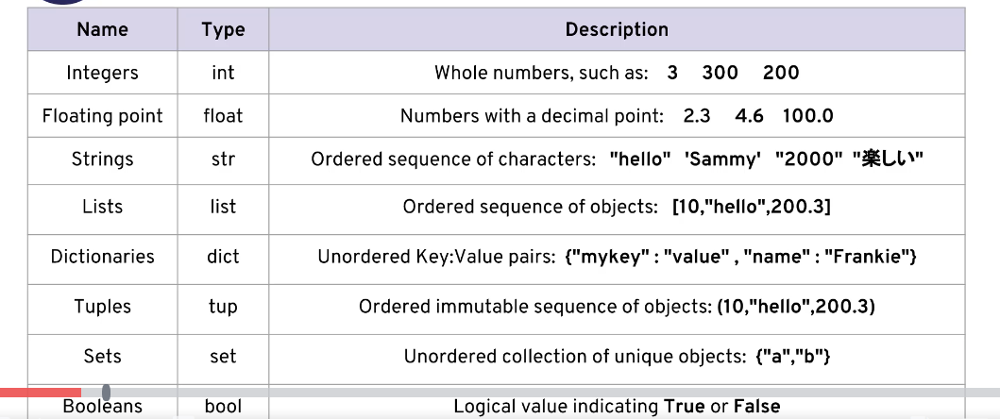 Name Type Description
Integers int Whole numbers, such as: 3 300 200
Floating point float Numbers with a decimal point: 2.3 4.6 100.0
Strings str Ordered sequence of characters: "hello" 'Sammy' "2000" "楽しい"
Lists list Ordered sequence of objects: [10,"hello",200.3]
Dictionaries dict Unordered Key:Value pairs: {"mykey" : "value" , "name" : "Frankie"}
Tuples tup Ordered immutable sequence of objects: (10,"hello",200.3)
Sets set Unordered collection of unique objects: {"a","b"}
Booleans bool Logical value indicating True or False